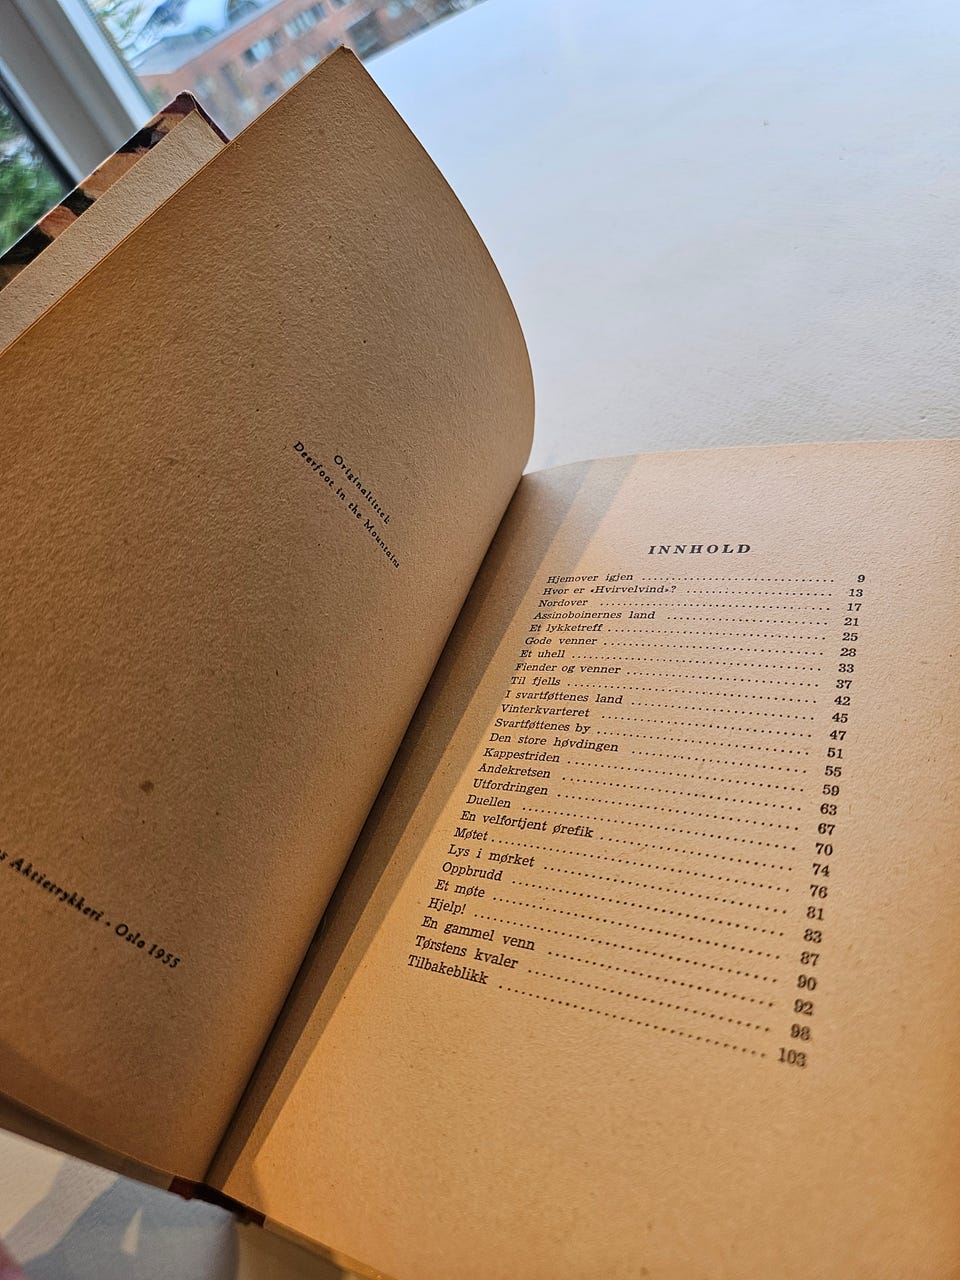 Originaltittel:
Deerfoot in the Mountains
Aktietrykkeri - Oslo 1955
INNHOLD
Hjemover igjen ........ 9
Hvor er «Hvirvelvind»? ........ 13
Nordover ........ 17
Assinoboinernes land ........ 21
Et lykketreff ........ 25
Gode venner ........ 28
Et uhell ........ 33
Fiender og venner ........ 37
Til fjells ........ 42
I svartføttenes land ........ 45
Vinterkvarteret ........ 47
Svartføttenes by ........ 51
Den store høvdingen ........ 55
Kappestriden ........ 59
Åndekretsen ........ 63
Utfordringen ........ 67
Duellen ........ 70
En velfortjent ørefik ........ 74
Møtet ........ 76
Lys i mørket ........ 81
Oppbrudd ........ 83
Et møte ........ 87
Hjelp! ........ 90
En gammel venn ........ 92
Tørstens kvaler ........ 98
Tilbakeblikk ........ 103